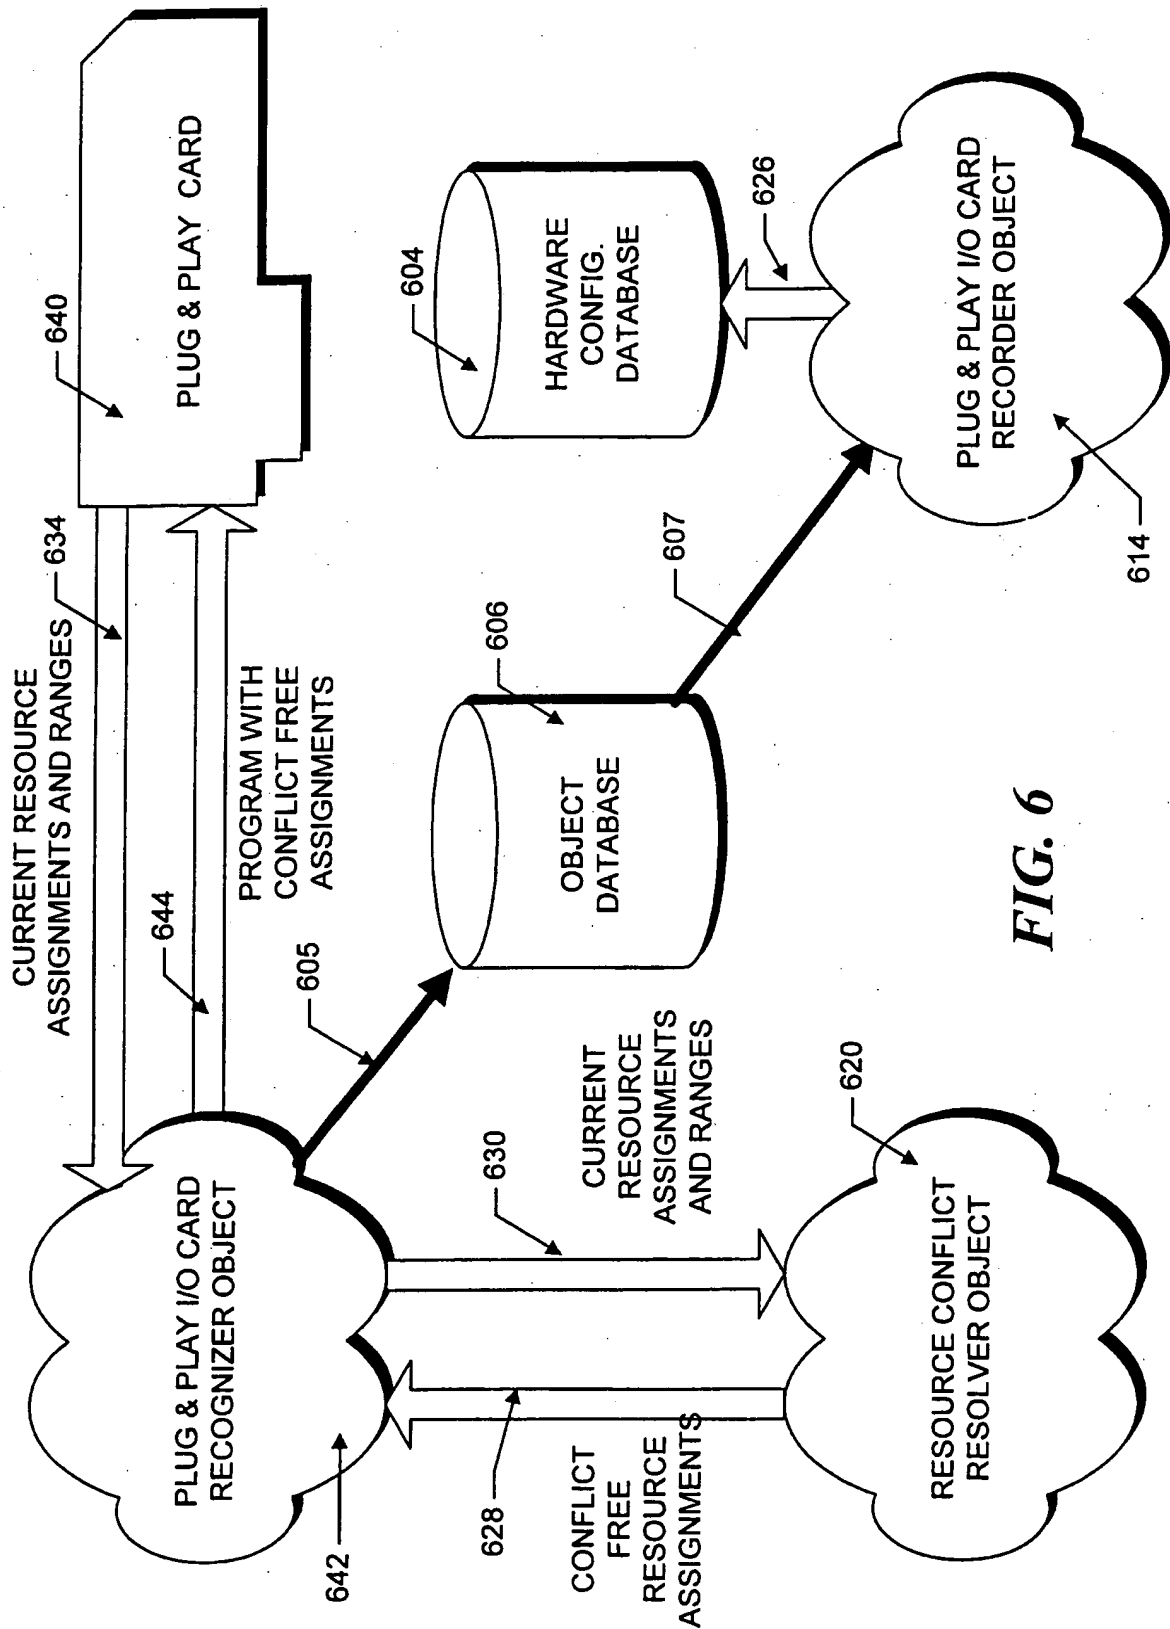 CURRENT RESOURCE
ASSIGNMENTS AND RANGES
634
640
PLUG & PLAY CARD
644
PROGRAM WITH
CONFLICT FREE
ASSIGNMENTS
PLUG & PLAY I/O CARD
RECOGNIZER OBJECT
642
605
606
OBJECT
DATABASE
604
HARDWARE
CONFIG.
DATABASE
607
626
628
CONFLICT
FREE
RESOURCE
ASSIGNMENTS
630
CURRENT
RESOURCE
ASSIGNMENTS
AND RANGES
620
RESOURCE CONFLICT
RESOLVER OBJECT
PLUG & PLAY I/O CARD
RECORDER OBJECT
614
FIG. 6